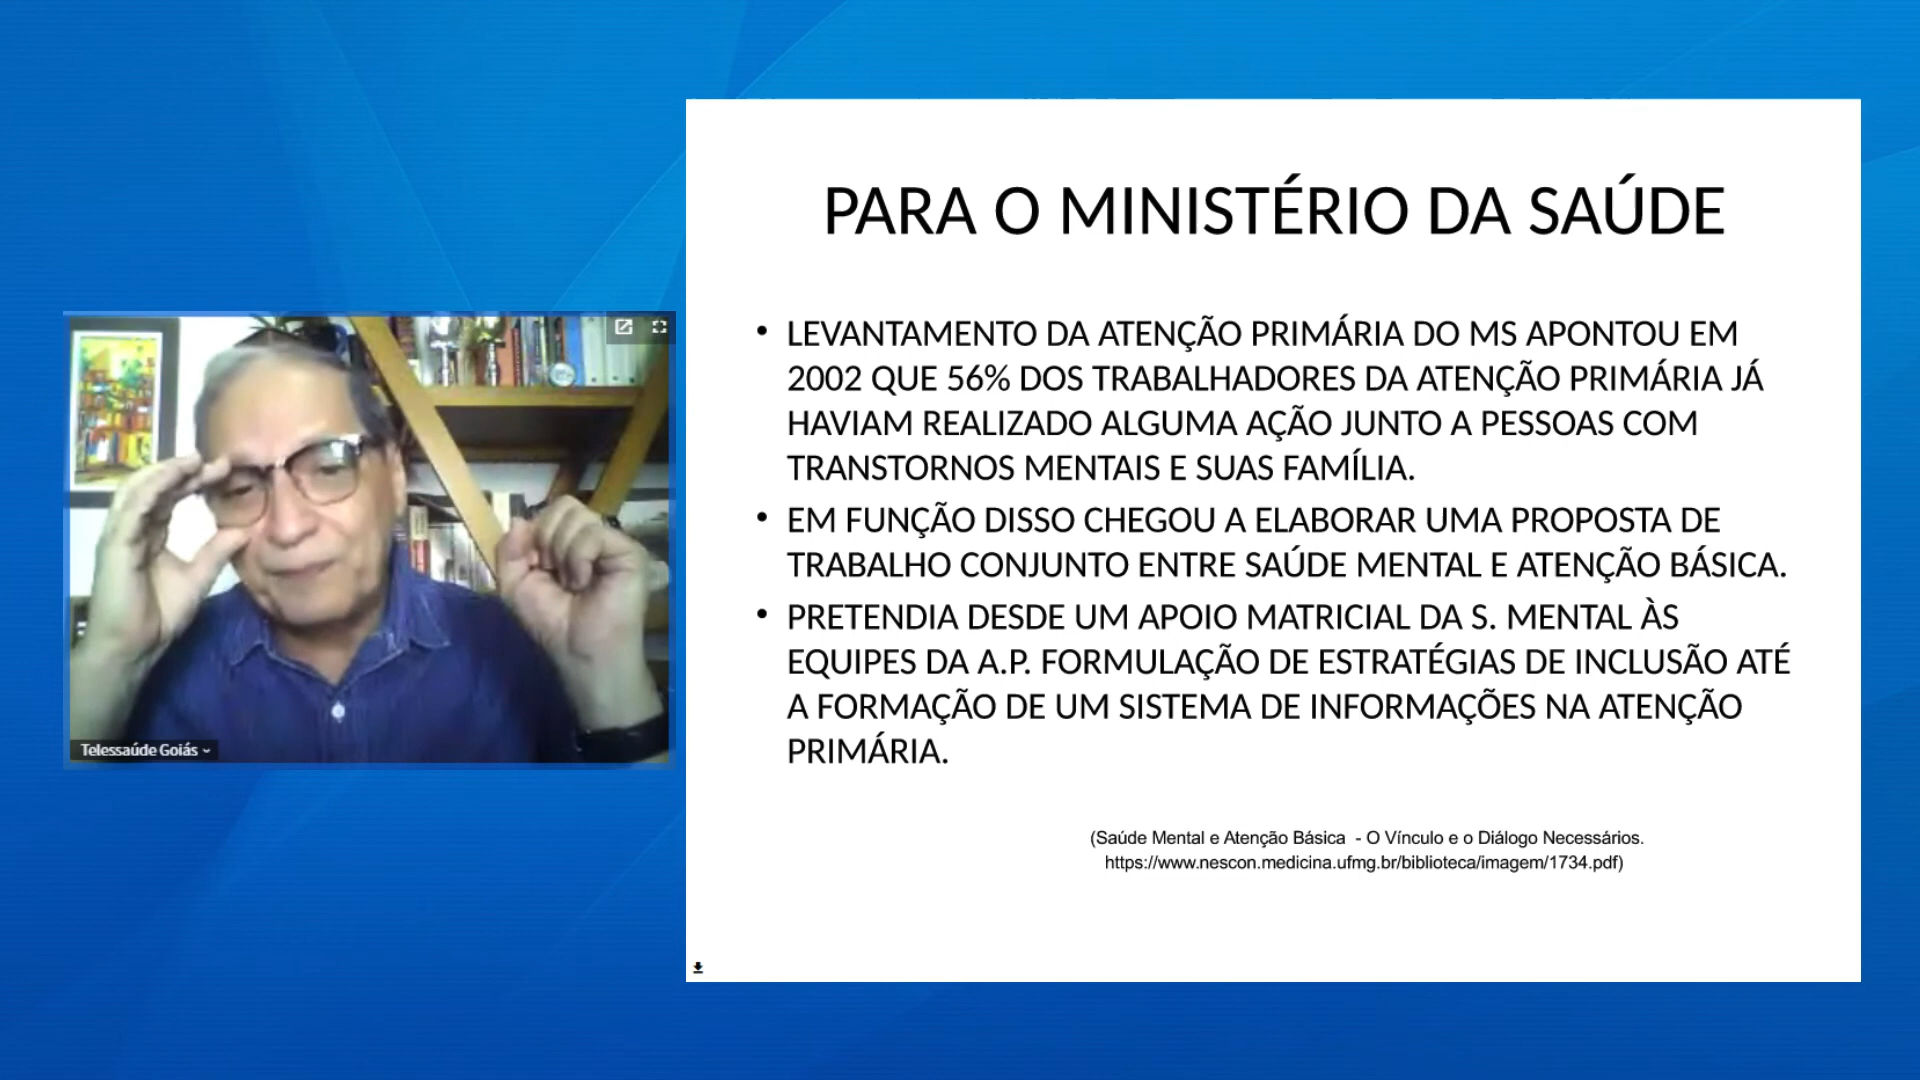 PARA O MINISTÉRIO DA SAÚDE
• LEVANTAMENTO DA ATENÇÃO PRIMÁRIA DO MS APONTOU EM
2002 QUE 56% DOS TRABALHADORES DA ATENÇÃO PRIMÁRIA JÁ
HAVIAM REALIZADO ALGUMA AÇÃO JUNTO A PESSOAS COM
TRANSTORNOS MENTAIS E SUAS FAMÍLIA.
• EM FUNÇÃO DISSO CHEGOU A ELABORAR UMA PROPOSTA DE
TRABALHO CONJUNTO ENTRE SAÚDE MENTAL E ATENÇÃO BÁSICA.
• PRETENDIA DESDE UM APOIO MATRICIAL DA S. MENTAL ÀS
EQUIPES DA A.P. FORMULAÇÃO DE ESTRATÉGIAS DE INCLUSÃO ATÉ
A FORMAÇÃO DE UM SISTEMA DE INFORMAÇÕES NA ATENÇÃO
PRIMÁRIA.
(Saúde Mental e Atenção Básica - O Vínculo e o Diálogo Necessários.
https://www.nescon.medicina.ufmg.br/biblioteca/imagem/1734.pdf)
Telessaúde Goiás